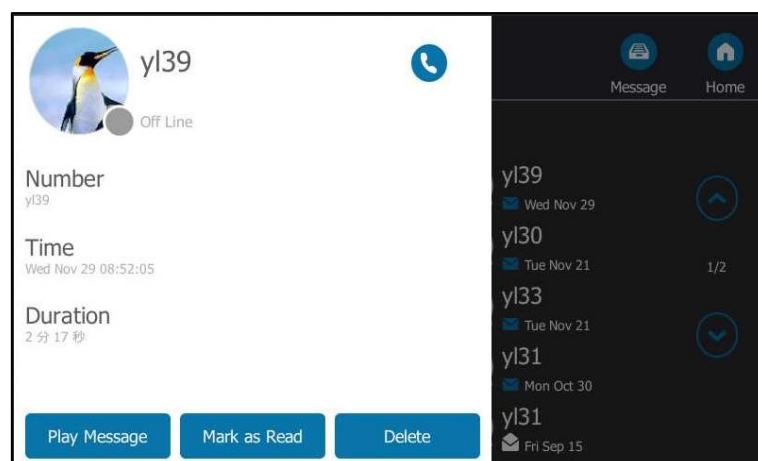 yl39
Off Line
Number
yl39
Time
Wed Nov 29 08:52:05
Duration
2 分 17 秒
Play Message
Mark as Read
Delete
Message
Home
yl39
Wed Nov 29
yl30
Tue Nov 21
1/2
yl33
Tue Nov 21
yl31
Mon Oct 30
yl31
Fri Sep 15